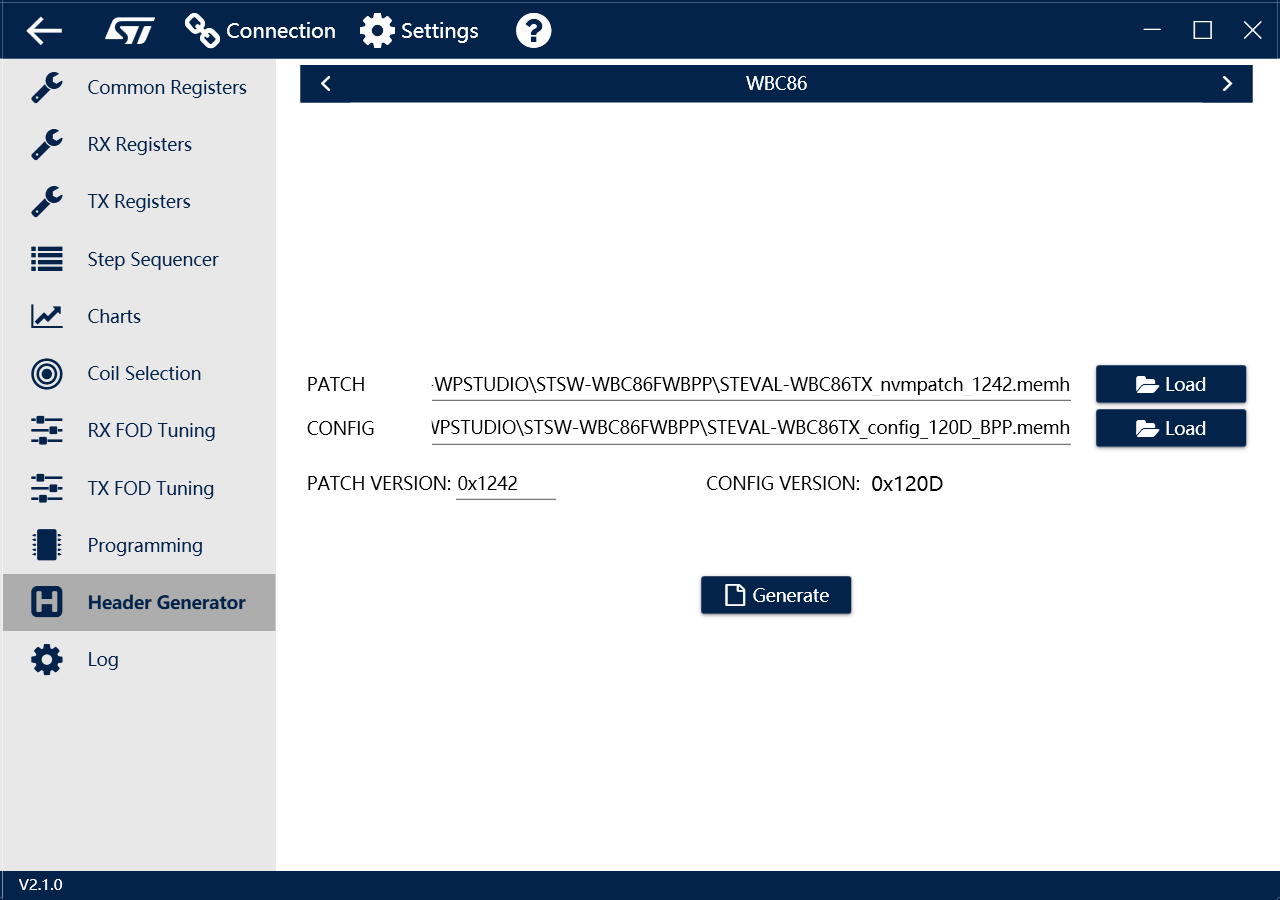 ST Connection Settings ?
Common Registers
RX Registers
TX Registers
Step Sequencer
Charts
Coil Selection
RX FOD Tuning
TX FOD Tuning
Programming
H Header Generator
Log
WBC86
PATCH -WPSTUDIO\STSW-WBC86FWBPP\STEVAL-WBC86TX_nvmpatch_1242.memh Load
CONFIG WPSTUDIO\STSW-WBC86FWBPP\STEVAL-WBC86TX_config_120D_BPP.memh Load
PATCH VERSION: 0x1242 CONFIG VERSION: 0x120D
Generate
V2.1.0